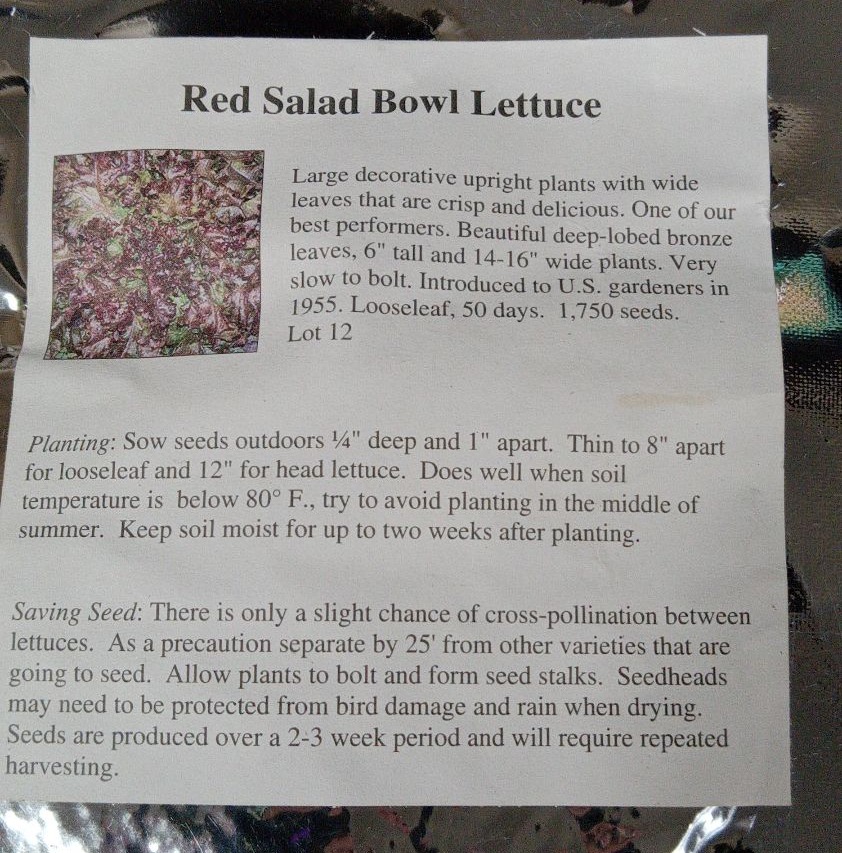 Red Salad Bowl Lettuce
Large decorative upright plants with wide
leaves that are crisp and delicious. One of our
best performers. Beautiful deep-lobed bronze
leaves, 6" tall and 14-16" wide plants. Very
slow to bolt. Introduced to U.S. gardeners in
1955. Looseleaf, 50 days. 1,750 seeds.
Lot 12
Planting: Sow seeds outdoors ¼" deep and 1" apart. Thin to 8" apart
for looseleaf and 12" for head lettuce. Does well when soil
temperature is below 80° F., try to avoid planting in the middle of
summer. Keep soil moist for up to two weeks after planting.
Saving Seed: There is only a slight chance of cross-pollination between
lettuces. As a precaution separate by 25' from other varieties that are
going to seed. Allow plants to bolt and form seed stalks. Seedheads
may need to be protected from bird damage and rain when drying.
Seeds are produced over a 2-3 week period and will require repeated
harvesting.